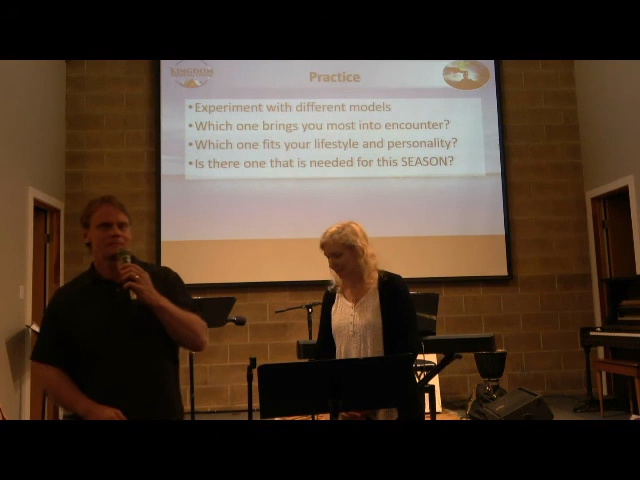 KINGDOM
Practice
•Experiment with different models
•Which one brings you most into encounter?
•Which one fits your lifestyle and personality?
•Is there one that is needed for this SEASON?